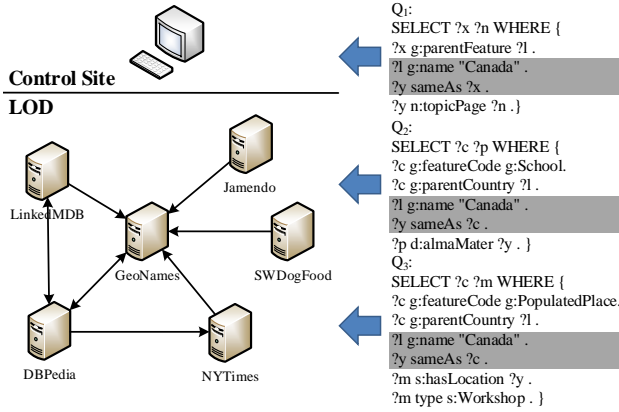 Control Site
LOD
LinkedMDB
Jamendo
GeoNames
SWDogFood
DBPedia
NYTimes
Q₁:
SELECT ?x ?n WHERE {
?x g:parentFeature ?l .
?l g:name "Canada" .
?y sameAs ?x .
?y n:topicPage ?n .}
Q₂:
SELECT ?c ?p WHERE {
?c g:featureCode g:School.
?c g:parentCountry ?l .
?l g:name "Canada" .
?y sameAs ?c .
?p d:almaMater ?y . }
Q₃:
SELECT ?c ?m WHERE {
?c g:featureCode g:PopulatedPlace.
?c g:parentCountry ?l .
?l g:name "Canada" .
?y sameAs ?c .
?m s:hasLocation ?y .
?m type s:Workshop . }